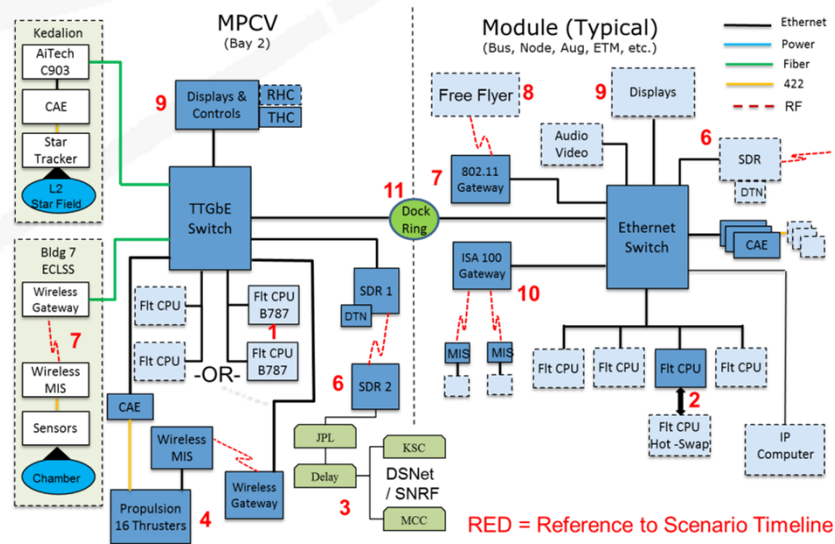 Kedalion
AiTech
C903
CAE
Star
Tracker
L2
Star Field
Bldg 7
ECLSS
Wireless
Gateway
7
Wireless
MIS
Sensors
Chamber
MPCV
(Bay 2)
9
Displays &
Controls
RHC
THC
TTGbE
Switch
Flt CPU
Flt CPU
B787
1
Flt CPU
Flt CPU
B787
-OR-
CAE
Wireless
MIS
Propulsion
16 Thrusters
4
Wireless
Gateway
SDR 1
DTN
6
SDR 2
JPL
Delay
3
KSC
DSNet
/ SNRF
MCC
11
Dock
Ring
Module (Typical)
(Bus, Node, Aug, ETM, etc.)
Free Flyer
8
9
Displays
Audio
Video
7
802.11
Gateway
6
SDR
DTN
Ethernet
Switch
CAE
ISA 100
Gateway
10
MIS
MIS
Flt CPU
Flt CPU
Flt CPU
Flt CPU
2
Flt CPU
Hot -Swap
IP
Computer
Ethernet
Power
Fiber
422
RF
RED = Reference to Scenario Timeline